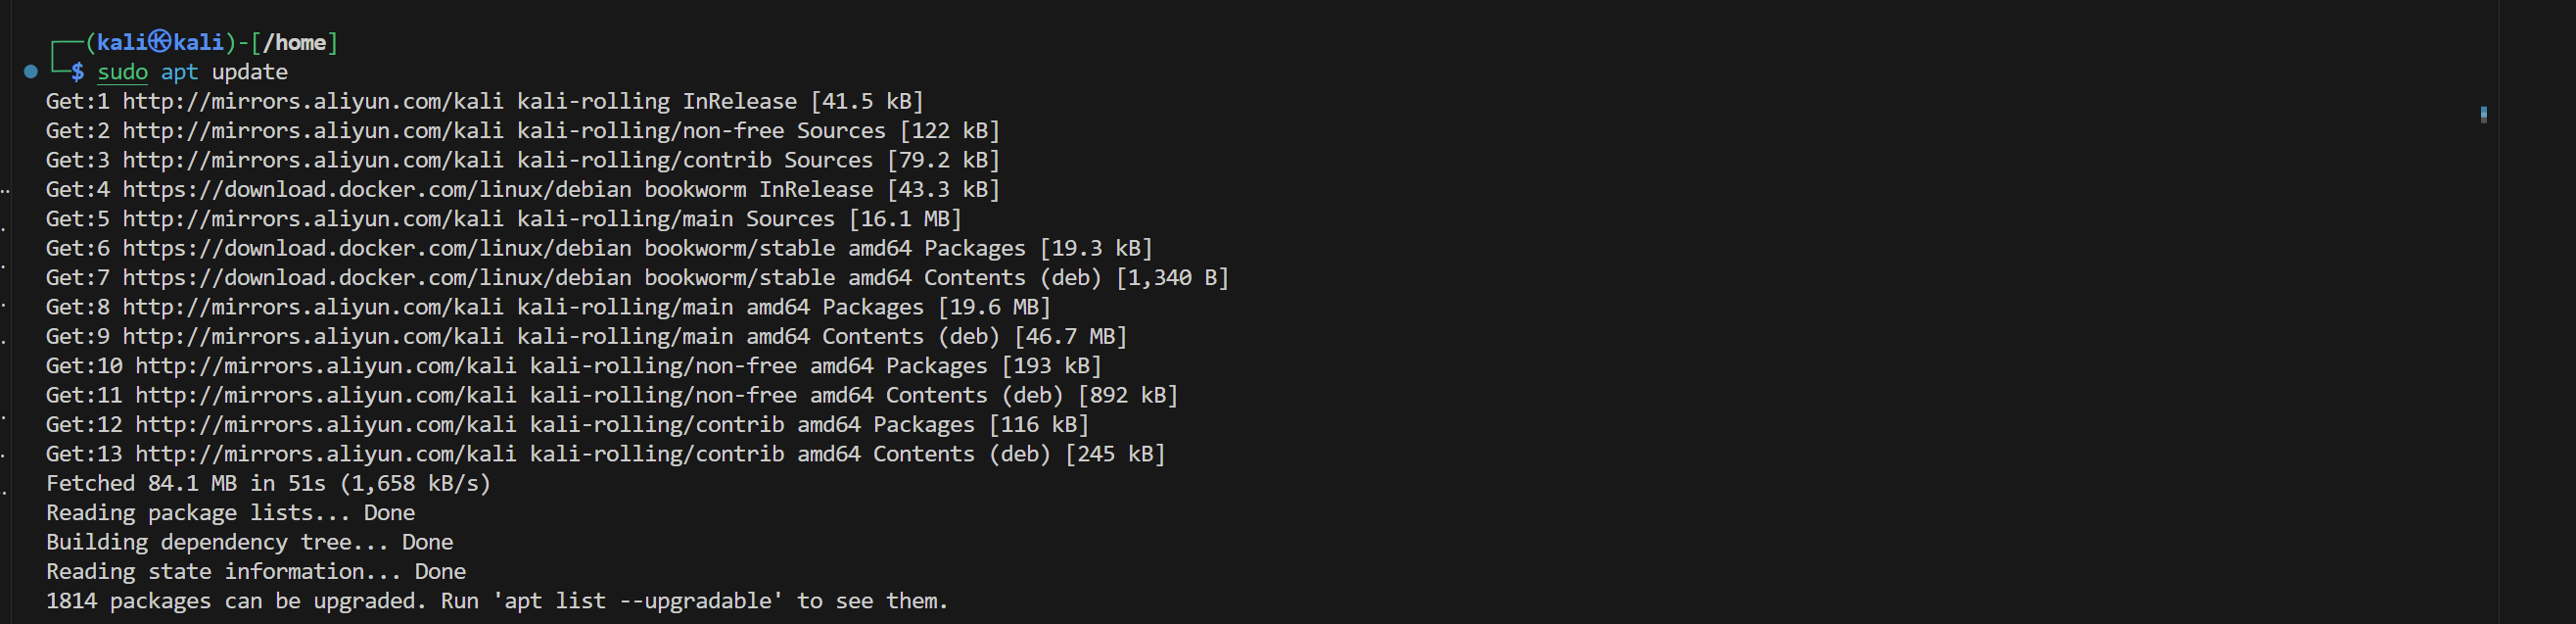 ┌──(kali㉿kali)-[/home]
└─$ sudo apt update
Get:1 http://mirrors.aliyun.com/kali kali-rolling InRelease [41.5 kB]
Get:2 http://mirrors.aliyun.com/kali kali-rolling/non-free Sources [122 kB]
Get:3 http://mirrors.aliyun.com/kali kali-rolling/contrib Sources [79.2 kB]
Get:4 https://download.docker.com/linux/debian bookworm InRelease [43.3 kB]
Get:5 http://mirrors.aliyun.com/kali kali-rolling/main Sources [16.1 MB]
Get:6 https://download.docker.com/linux/debian bookworm/stable amd64 Packages [19.3 kB]
Get:7 https://download.docker.com/linux/debian bookworm/stable amd64 Contents (deb) [1,340 B]
Get:8 http://mirrors.aliyun.com/kali kali-rolling/main amd64 Packages [19.6 MB]
Get:9 http://mirrors.aliyun.com/kali kali-rolling/main amd64 Contents (deb) [46.7 MB]
Get:10 http://mirrors.aliyun.com/kali kali-rolling/non-free amd64 Packages [193 kB]
Get:11 http://mirrors.aliyun.com/kali kali-rolling/non-free amd64 Contents (deb) [892 kB]
Get:12 http://mirrors.aliyun.com/kali kali-rolling/contrib amd64 Packages [116 kB]
Get:13 http://mirrors.aliyun.com/kali kali-rolling/contrib amd64 Contents (deb) [245 kB]
Fetched 84.1 MB in 51s (1,658 kB/s)
Reading package lists... Done
Building dependency tree... Done
Reading state information... Done
1814 packages can be upgraded. Run 'apt list --upgradable' to see them.